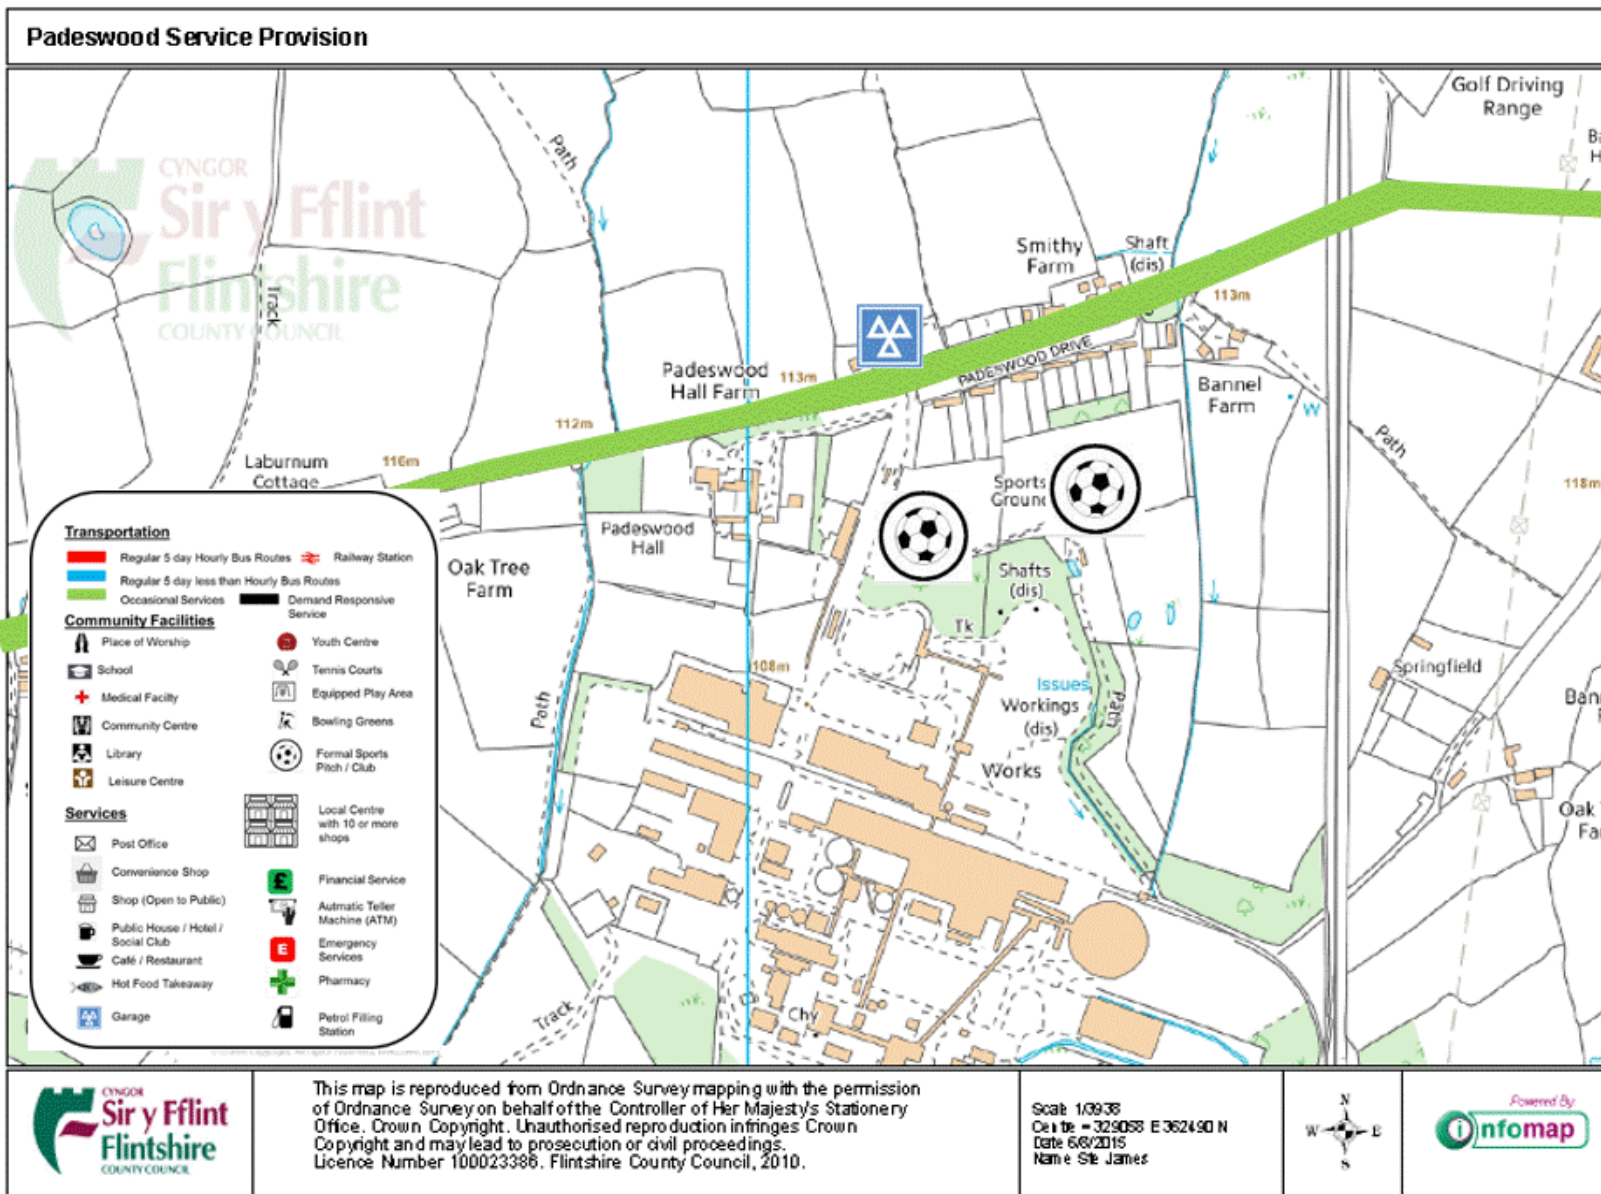 Padeswood Service Provision
Golf Driving
Range
Path
CYNGOR
Sir y Fflint
Flintshire
COUNTY COUNCIL
Smithy
Farm
Shaft
(dis)
Track
113m
PADESWOOD DRIVE
Padeswood
Hall Farm
113m
Bannel
Farm
W
112m
Path
Laburnum
Cottage
116m
118m
Sports
Ground
Padeswood
Hall
Oak Tree
Farm
Shafts
(dis)
Tk
108m
Issues
Workings
(dis)
Path
Path
Springfield
Works
Track
Chy
Transportation
Regular 5 day Hourly Bus Routes
Railway Station
Regular 5 day less than Hourly Bus Routes
Occasional Services
Demand Responsive
Service
Community Facilities
Place of Worship
Youth Centre
School
Tennis Courts
Medical Facilty
Equipped Play Area
Community Centre
Bowling Greens
Library
Formal Sports
Pitch / Club
Leisure Centre
Services
Local Centre
with 10 or more
shops
Post Office
Convenience Shop
Financial Service
Shop (Open to Public)
Autmatic Teller
Machine (ATM)
Public House / Hotel /
Social Club
E
Emergency
Services
Café / Restaurant
Hot Food Takeaway
Pharmacy
Garage
Petrol Filling
Station
CYNGOR
Sir y Fflint
Flintshire
COUNTY COUNCIL
This map is reproduced from Ordnance Survey mapping with the permission
of Ordnance Survey on behalf of the Controller of Her Majesty's Stationery
Office. Crown Copyright. Unauthorised reproduction infringes Crown
Copyright and may lead to prosecution or civil proceedings.
Licence Number 100023386. Flintshire County Council, 2010.
Scale 1/3938
Centre = 329058 E 362490 N
Date 6/8/2015
Name Ste James
N
W E
S
Powered By
infomap